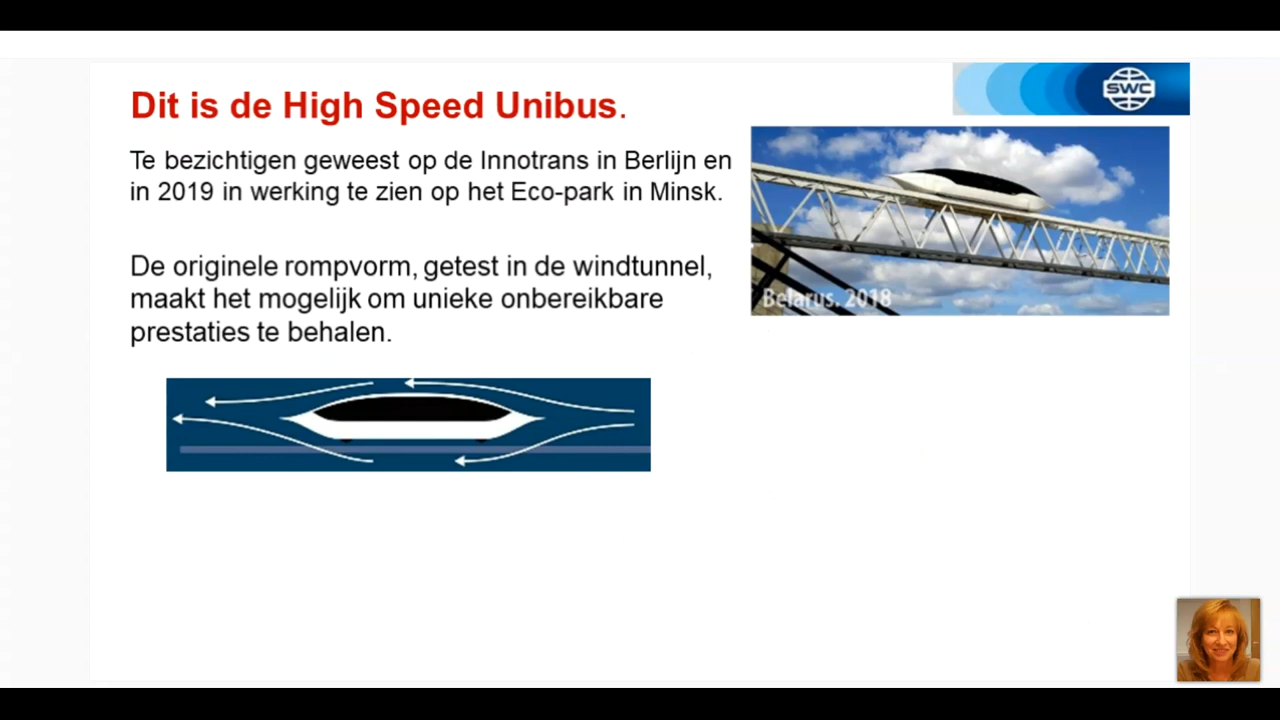 Dit is de High Speed Unibus.
SWC
Te bezichtigen geweest op de Innotrans in Berlijn en
in 2019 in werking te zien op het Eco-park in Minsk.
De originele rompvorm, getest in de windtunnel,
maakt het mogelijk om unieke onbereikbare
prestaties te behalen.
Belarus. 2018